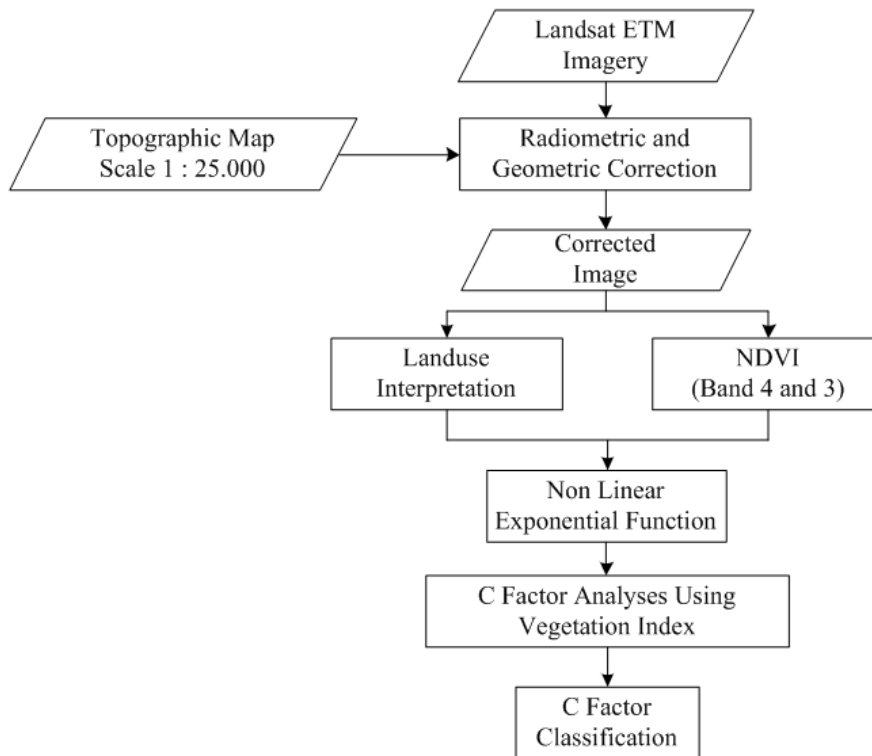 Landsat ETM
Imagery
Topographic Map
Scale 1 : 25.000
Radiometric and
Geometric Correction
Corrected
Image
Landuse
Interpretation
NDVI
(Band 4 and 3)
Non Linear
Exponential Function
C Factor Analyses Using
Vegetation Index
C Factor
Classification